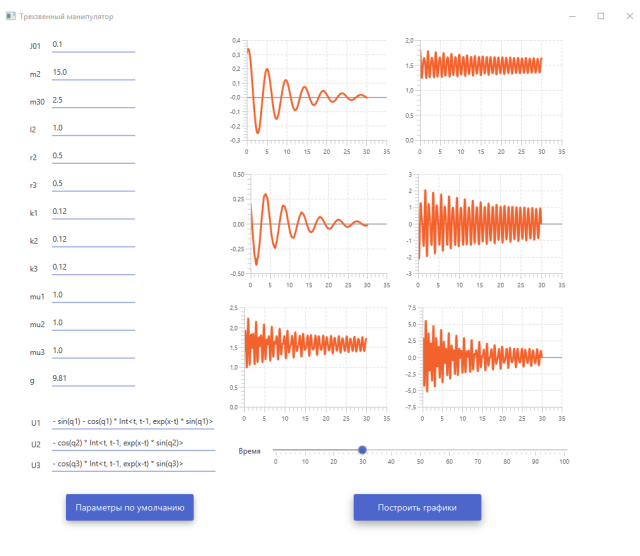 Трехзвенный манипулятор
J01 0.1
m2 15.0
m30 2.5
l2 1.0
r2 0.5
r3 0.5
k1 0.12
k2 0.12
k3 0.12
mu1 1.0
mu2 1.0
mu3 1.0
g 9.81
U1 - sin(q1) - cos(q1) * Int<t, t-1, exp(x-t) * sin(q1)>
U2 - cos(q2) * Int<t, t-1, exp(x-t) * sin(q2)>
U3 - cos(q3) * Int<t, t-1, exp(x-t) * sin(q3)>
0,4
0,3
0,2
0,1
-0,0
-0,1
-0,2
-0,3
0 5 10 15 20 25 30 35
2,0
1,5
1,0
0,5
0,0
0 5 10 15 20 25 30 35
0,50
0,25
0,00
-0,25
-0,50
0 5 10 15 20 25 30 35
3
2
1
0
-1
-2
-3
0 5 10 15 20 25 30 35
2,5
2,0
1,5
1,0
0,5
0,0
0 5 10 15 20 25 30 35
7,5
5,0
2,5
0,0
-2,5
-5,0
-7,5
0 5 10 15 20 25 30 35
Время
0 10 20 30 40 50 60 70 80 90 100
Параметры по умолчанию
Построить графики